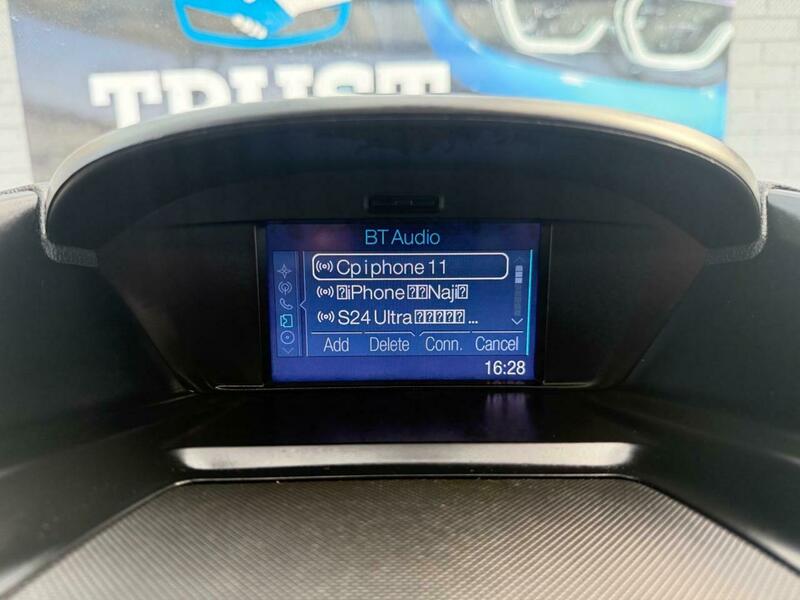 TRUST
BT Audio
Cp iphone 11
iPhone Naji
S24 Ultra ...
Add Delete Conn. Cancel
16:28